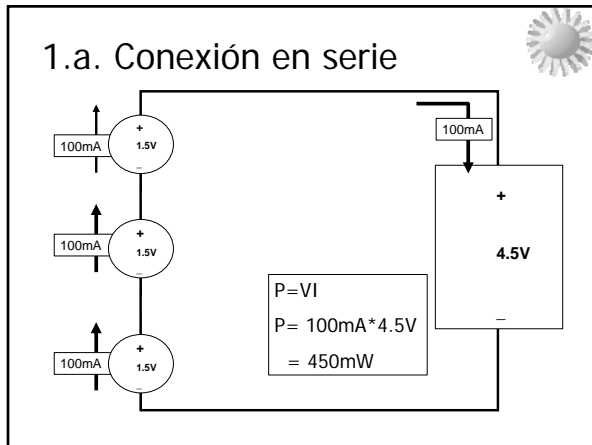 1.a. Conexión en serie
100mA
+
1.5V
_
100mA
+
1.5V
_
100mA
+
1.5V
_
100mA
+
4.5V
_
P=VI
P= 100mA*4.5V
= 450mW